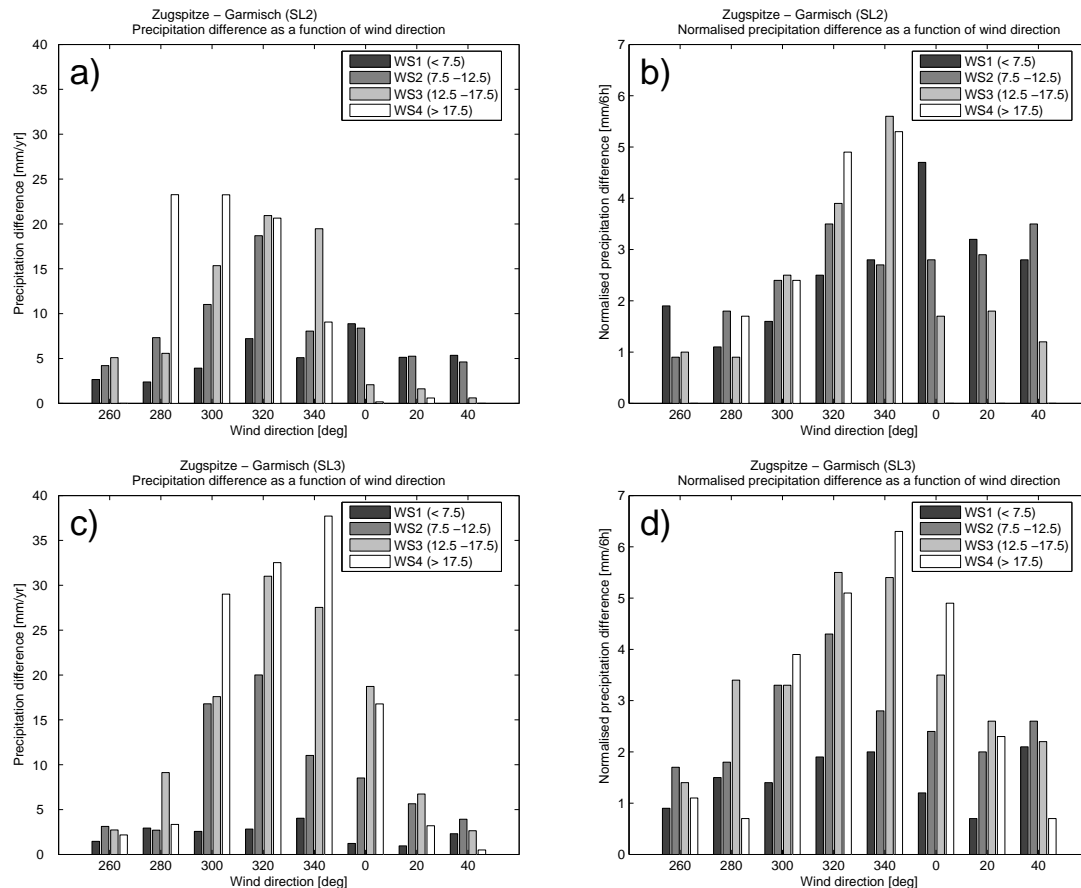 Zugspitze − Garmisch (SL2)
Precipitation difference as a function of wind direction
a)
WS1 (< 7.5)
WS2 (7.5 −12.5)
WS3 (12.5 −17.5)
WS4 (> 17.5)
40
35
30
25
20
15
10
5
0
Precipitation difference [mm/yr]
260 280 300 320 340 0 20 40
Wind direction [deg]
Zugspitze − Garmisch (SL2)
Normalised precipitation difference as a function of wind direction
b)
WS1 (< 7.5)
WS2 (7.5 −12.5)
WS3 (12.5 −17.5)
WS4 (> 17.5)
7
6
5
4
3
2
1
0
Normalised precipitation difference [mm/6h]
260 280 300 320 340 0 20 40
Wind direction [deg]
Zugspitze − Garmisch (SL3)
Precipitation difference as a function of wind direction
c)
WS1 (< 7.5)
WS2 (7.5 −12.5)
WS3 (12.5 −17.5)
WS4 (> 17.5)
40
35
30
25
20
15
10
5
0
Precipitation difference [mm/yr]
260 280 300 320 340 0 20 40
Wind direction [deg]
Zugspitze − Garmisch (SL3)
Normalised precipitation difference as a function of wind direction
d)
WS1 (< 7.5)
WS2 (7.5 −12.5)
WS3 (12.5 −17.5)
WS4 (> 17.5)
7
6
5
4
3
2
1
0
Normalised precipitation difference [mm/6h]
260 280 300 320 340 0 20 40
Wind direction [deg]